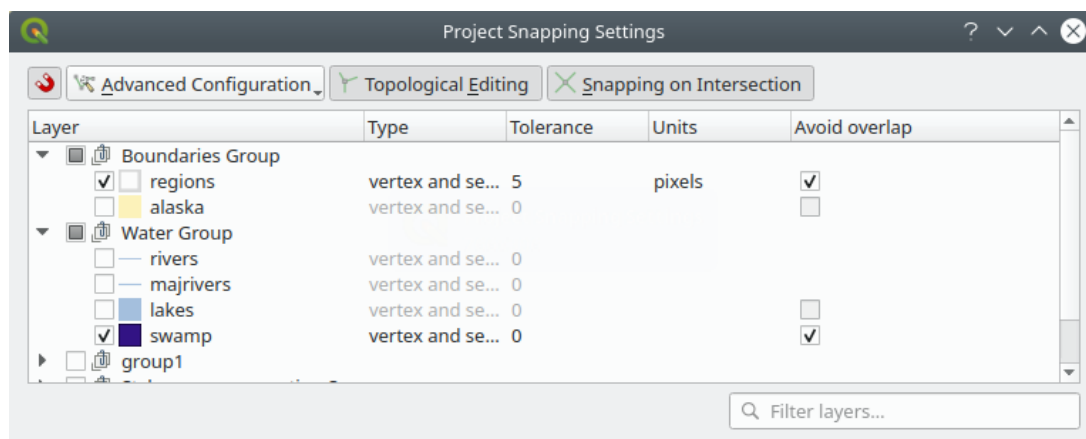 Project Snapping Settings
Advanced Configuration Topological Editing Snapping on Intersection
Layer Type Tolerance Units Avoid overlap
Boundaries Group
regions vertex and se... 5 pixels
alaska vertex and se... 0
Water Group
rivers vertex and se... 0
majrivers vertex and se... 0
lakes vertex and se... 0
swamp vertex and se... 0
group1
Filter layers...